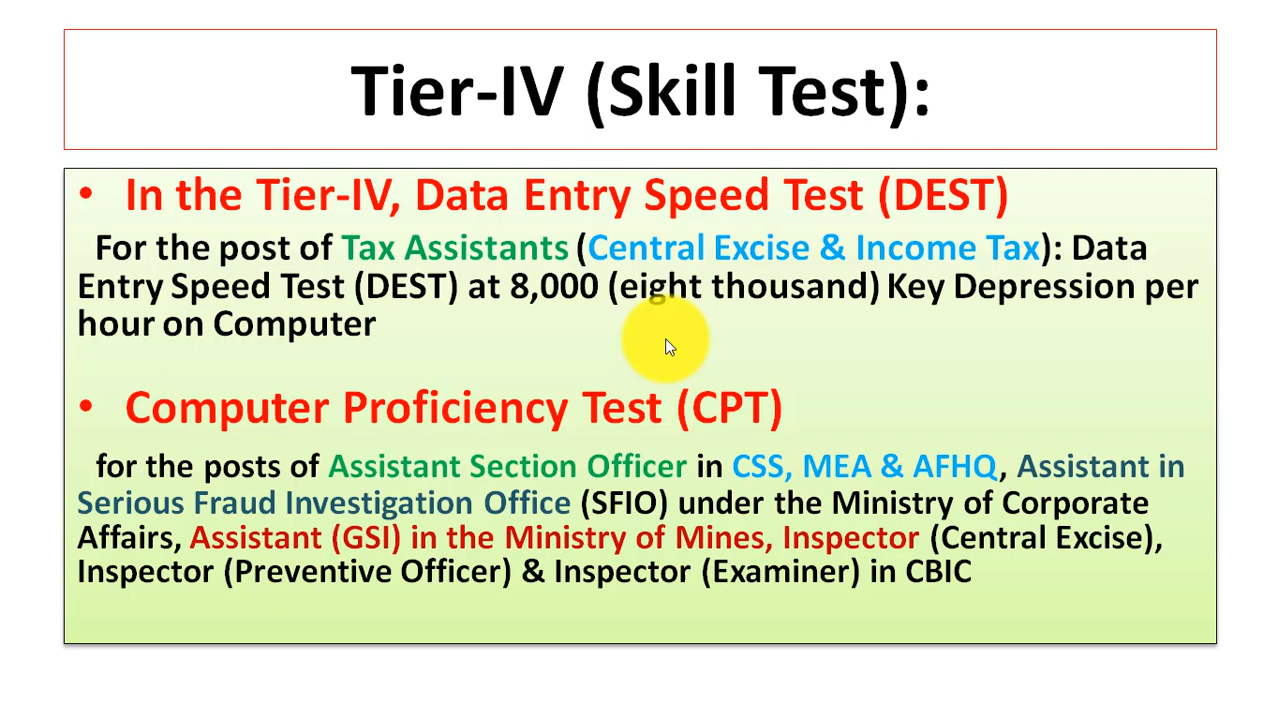 Tier-IV (Skill Test):
• In the Tier-IV, Data Entry Speed Test (DEST)
For the post of Tax Assistants (Central Excise & Income Tax): Data
Entry Speed Test (DEST) at 8,000 (eight thousand) Key Depression per
hour on Computer
• Computer Proficiency Test (CPT)
for the posts of Assistant Section Officer in CSS, MEA & AFHQ, Assistant in
Serious Fraud Investigation Office (SFIO) under the Ministry of Corporate
Affairs, Assistant (GSI) in the Ministry of Mines, Inspector (Central Excise),
Inspector (Preventive Officer) & Inspector (Examiner) in CBIC